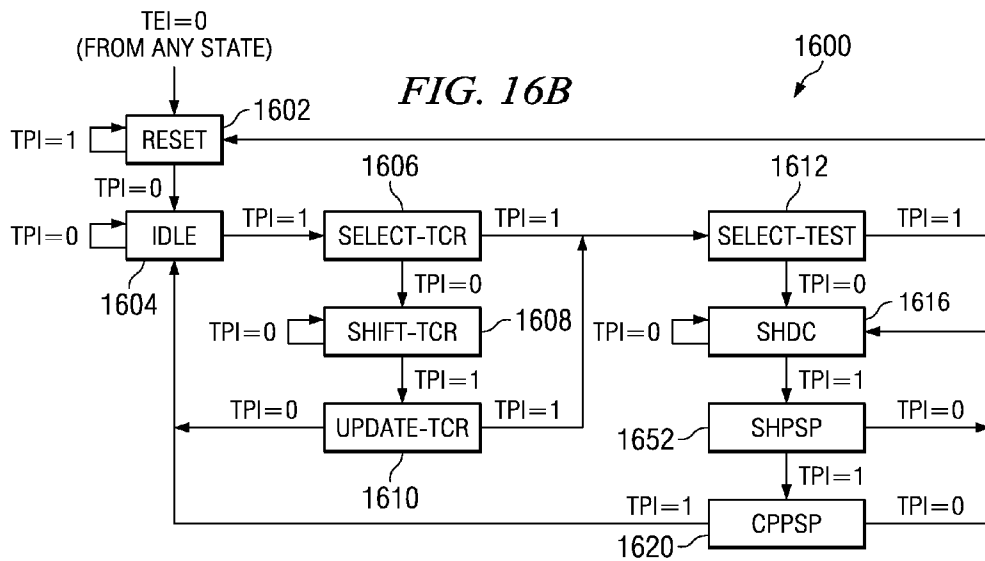 TEI=0
(FROM ANY STATE)
FIG. 16B
1600
1602
TPI=1
RESET
TPI=0
1606
1612
TPI=0
IDLE
TPI=1
SELECT-TCR
TPI=1
SELECT-TEST
TPI=1
1604
TPI=0
TPI=0
1616
TPI=0
SHIFT-TCR
1608
TPI=0
SHDC
TPI=1
TPI=1
TPI=0
UPDATE-TCR
TPI=1
1652
SHPSP
TPI=0
1610
TPI=1
TPI=1
CPPSP
TPI=0
1620